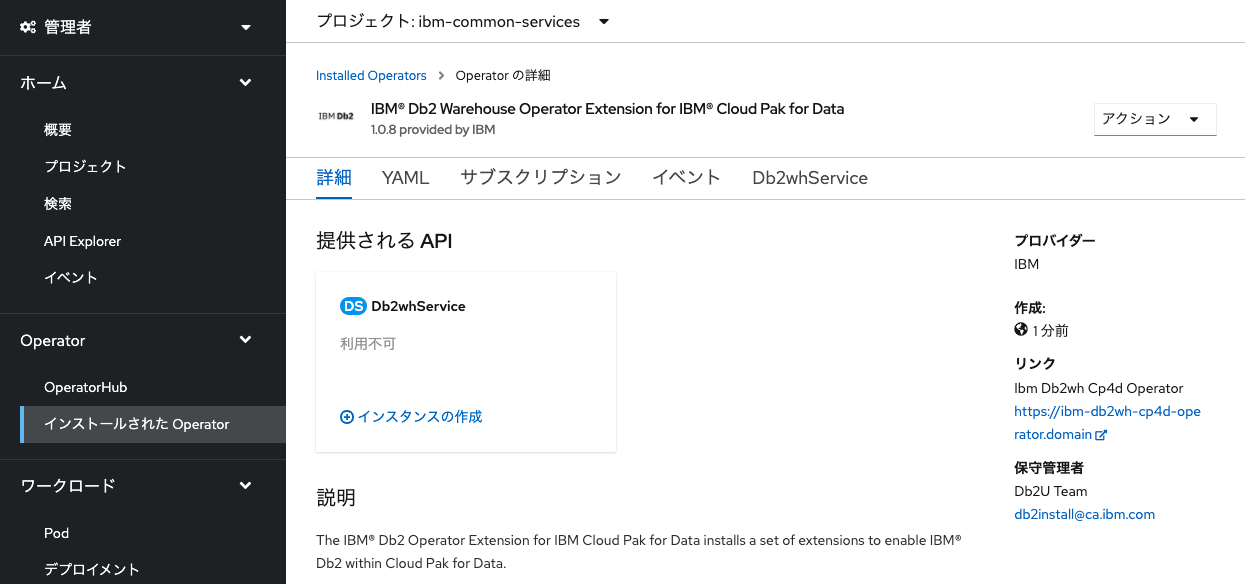 管理者
ホーム
概要
プロジェクト
検索
API Explorer
イベント
Operator
OperatorHub
インストールされた Operator
ワークロード
Pod
デプロイメント
プロジェクト: ibm-common-services
Installed Operators > Operator の詳細
IBM Db2
IBM® Db2 Warehouse Operator Extension for IBM® Cloud Pak for Data
1.0.8 provided by IBM
アクション
詳細 YAML サブスクリプション イベント Db2whService
提供される API
DS Db2whService
利用不可
インスタンスの作成
説明
The IBM® Db2 Operator Extension for IBM Cloud Pak for Data installs a set of extensions to enable IBM®
Db2 within Cloud Pak for Data.
プロバイダー
IBM
作成:
1 分前
リンク
Ibm Db2wh Cp4d Operator
https://ibm-db2wh-cp4d-ope
rator.domain
保守管理者
Db2U Team
db2install@ca.ibm.com